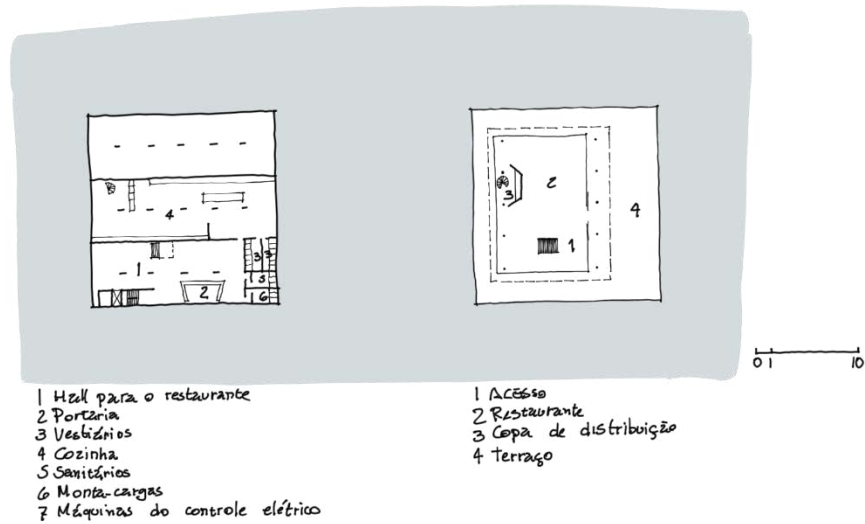 4
1
2
3
3
5
6
2
3
1
4
0 1 10
1 Hall para o restaurante
2 Portaria
3 Vestiários
4 Cozinha
5 Sanitários
6 Monta-cargas
7 Máquinas do controle elétrico
1 Acesso
2 Restaurante
3 Copa de distribuição
4 Terraço